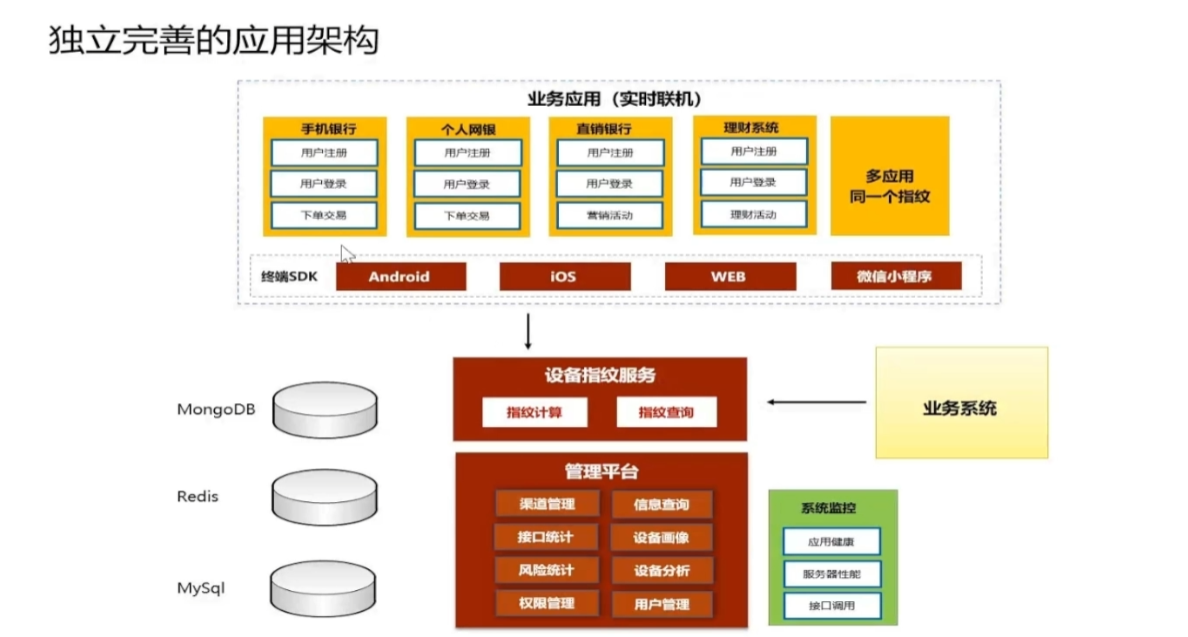 独立完善的应用架构
业务应用（实时联机）
手机银行
用户注册
用户登录
下单交易
个人网银
用户注册
用户登录
下单交易
直销银行
用户注册
用户登录
营销活动
理财系统
用户注册
用户登录
理财活动
多应用
同一个指纹
终端SDK
Android
iOS
WEB
微信小程序
设备指纹服务
指纹计算
指纹查询
业务系统
MongoDB
Redis
MySql
管理平台
渠道管理
信息查询
接口统计
设备画像
风险统计
设备分析
权限管理
用户管理
系统监控
应用健康
服务器性能
接口调用